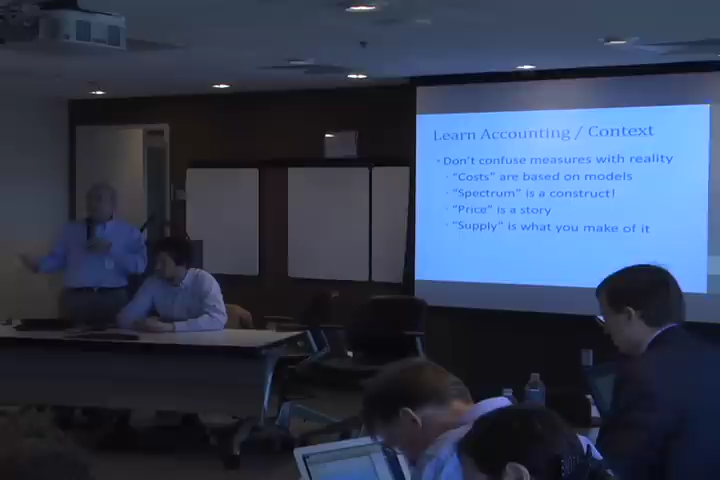 Learn Accounting / Context
• Don't confuse measures with reality
• "Costs" are based on models
• "Spectrum" is a construct!
• "Price" is a story
• "Supply" is what you make of it